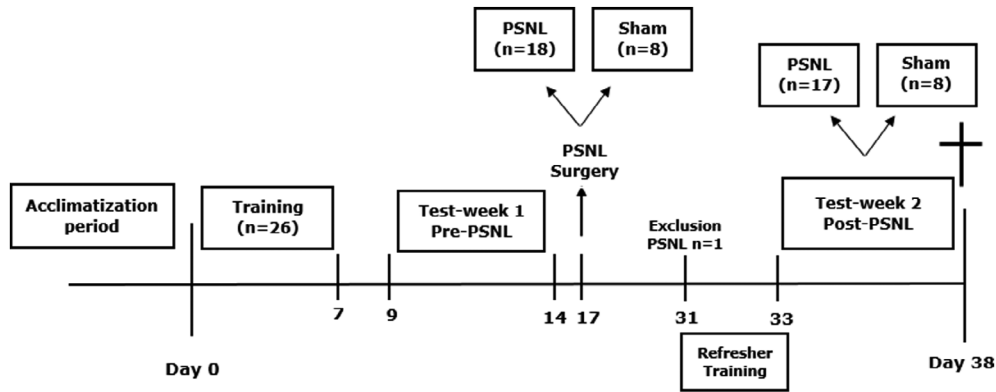 PSNL
(n=18)
Sham
(n=8)
PSNL
(n=17)
Sham
(n=8)
PSNL
Surgery
Acclimatization
period
Training
(n=26)
Test-week 1
Pre-PSNL
Exclusion
PSNL n=1
Test-week 2
Post-PSNL
7
9
14
17
31
33
Refresher
Training
Day 0
Day 38